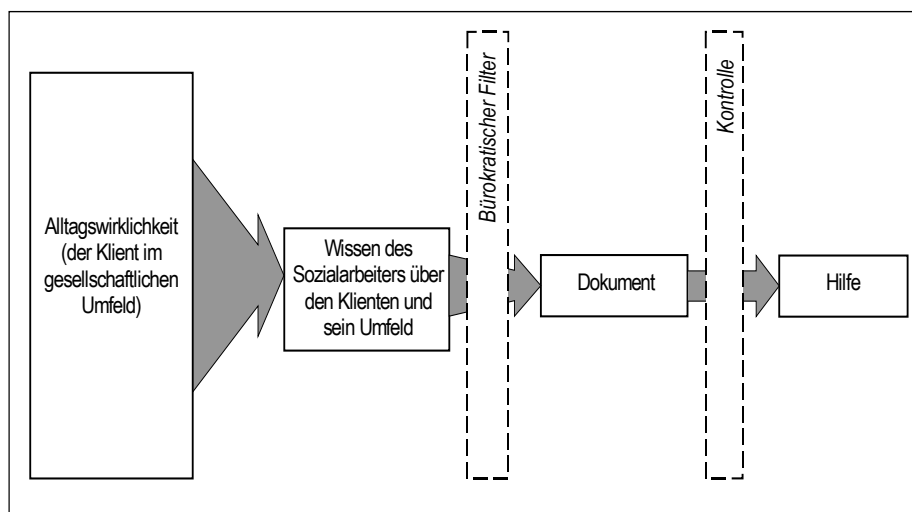 Alltagswirklichkeit
(der Klient im
gesellschaftlichen
Umfeld)
Wissen des
Sozialarbeiters über
den Klienten und
sein Umfeld
Bürokratischer Filter
Dokument
Kontrolle
Hilfe